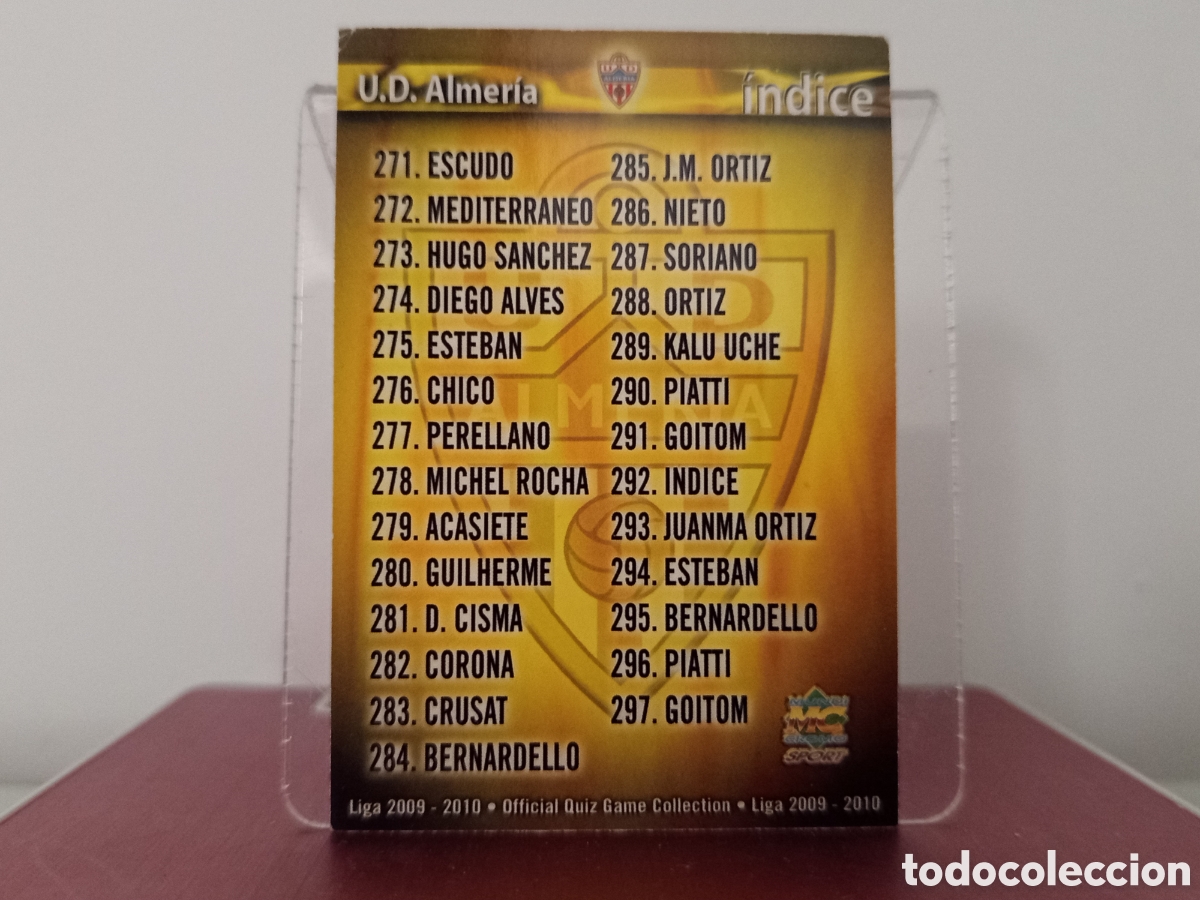 U.D. Almería
índice
271. ESCUDO
272. MEDITERRANEO
273. HUGO SANCHEZ
274. DIEGO ALVES
275. ESTEBAN
276. CHICO
277. PERELLANO
278. MICHEL ROCHA
279. ACASIETE
280. GUILHERME
281. D. CISMA
282. CORONA
283. CRUSAT
284. BERNARDELLO
285. J.M. ORTIZ
286. NIETO
287. SORIANO
288. ORTIZ
289. KALU UCHE
290. PIATTI
291. GOITOM
292. INDICE
293. JUANMA ORTIZ
294. ESTEBAN
295. BERNARDELLO
296. PIATTI
297. GOITOM
U D
ALMERIA
MC
SPORT
Liga 2009 - 2010 • Official Quiz Game Collection • Liga 2009 - 2010
todocoleccion